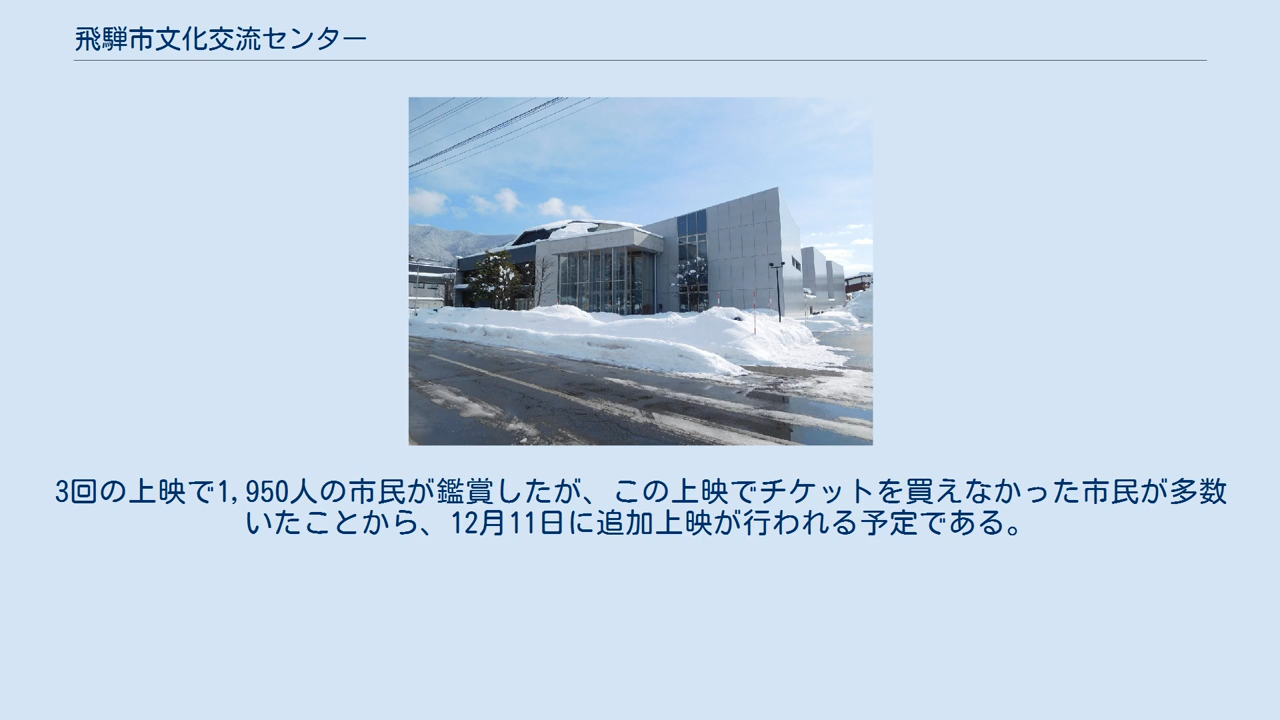 飛騨市文化交流センター
3回の上映で1,950人の市民が鑑賞したが、この上映でチケットを買えなかった市民が多数
いたことから、12月11日に追加上映が行われる予定である。